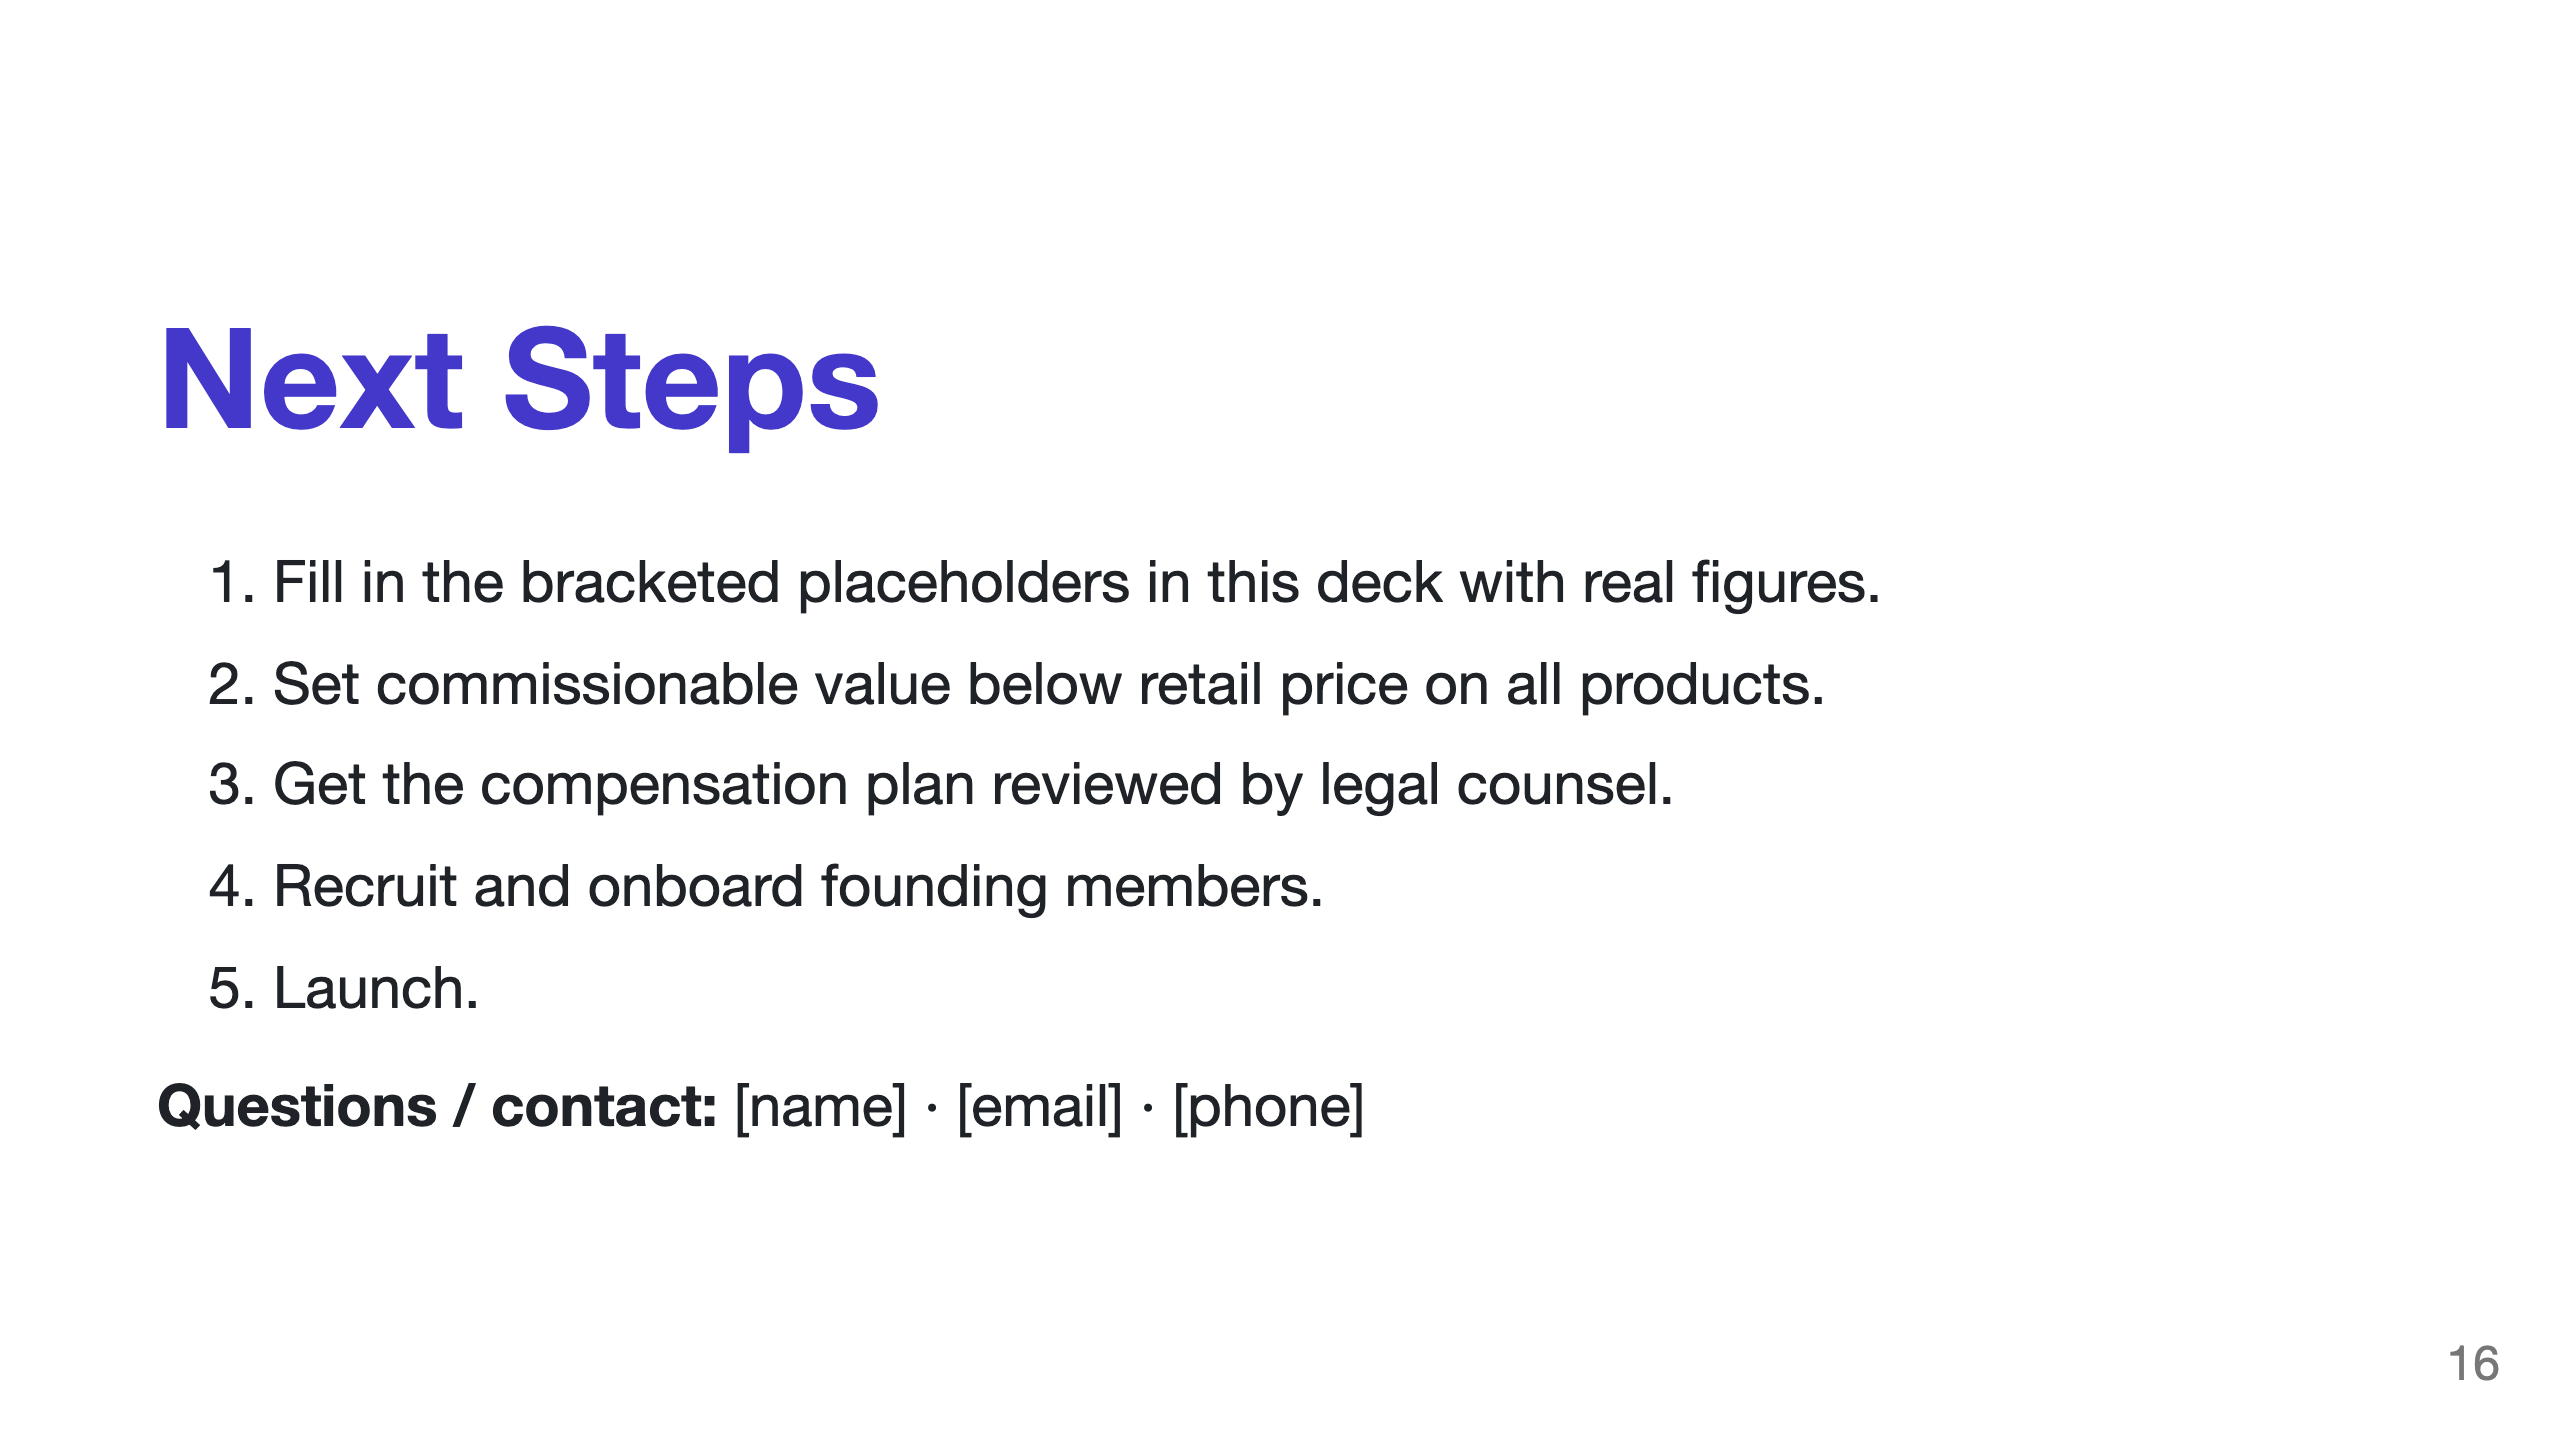 Next Steps
1. Fill in the bracketed placeholders in this deck with real figures.
2. Set commissionable value below retail price on all products.
3. Get the compensation plan reviewed by legal counsel.
4. Recruit and onboard founding members.
5. Launch.
Questions / contact: [name] · [email] · [phone]
16